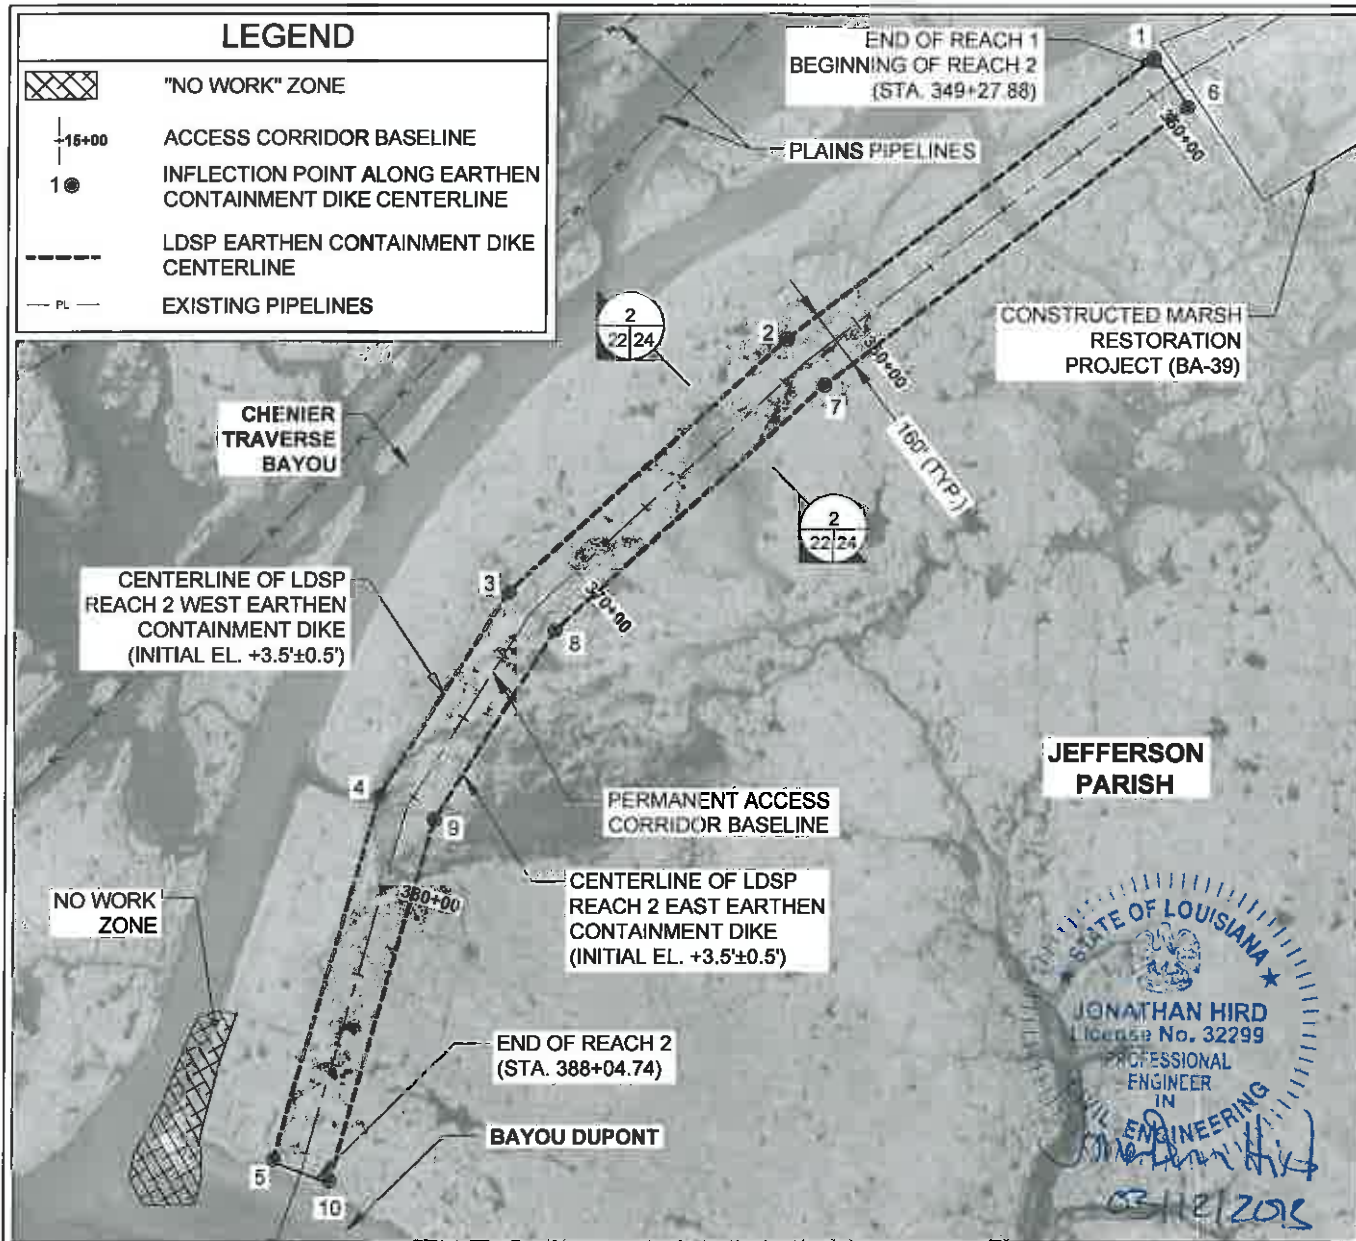 LEGEND
"NO WORK" ZONE
15+00
ACCESS CORRIDOR BASELINE
1
INFLECTION POINT ALONG EARTHEN
CONTAINMENT DIKE CENTERLINE
LDSP EARTHEN CONTAINMENT DIKE
CENTERLINE
PL
EXISTING PIPELINES
END OF REACH 1
BEGINNING OF REACH 2
(STA. 349+27.88)
1
6
PLAINS PIPELINES
CONSTRUCTED MARSH
RESTORATION
PROJECT (BA-39)
2
22 24
2
7
160' (TYP.)
CHENIER
TRAVERSE
BAYOU
2
22 24
CENTERLINE OF LDSP
REACH 2 WEST EARTHEN
CONTAINMENT DIKE
(INITIAL EL. +3.5'±0.5')
3
370+00
8
JEFFERSON
PARISH
4
9
PERMANENT ACCESS
CORRIDOR BASELINE
380+00
CENTERLINE OF LDSP
REACH 2 EAST EARTHEN
CONTAINMENT DIKE
(INITIAL EL. +3.5'±0.5')
NO WORK
ZONE
END OF REACH 2
(STA. 388+04.74)
BAYOU DUPONT
5
10
STATE OF LOUISIANA
JONATHAN HIRD
License No. 32299
PROFESSIONAL
ENGINEER
IN
CIVIL ENGINEERING